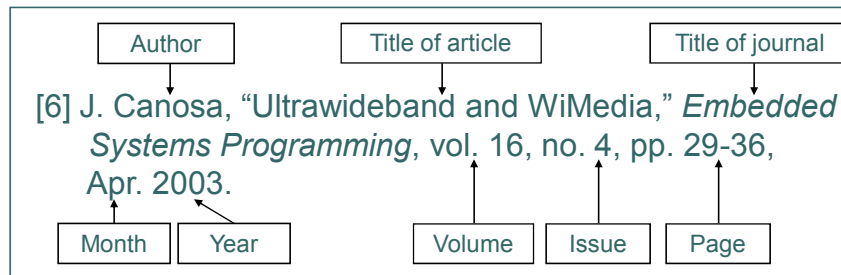 Author Title of article Title of journal
[6] J. Canosa, “Ultrawideband and WiMedia,” Embedded
Systems Programming, vol. 16, no. 4, pp. 29-36,
Apr. 2003.
Month Year Volume Issue Page